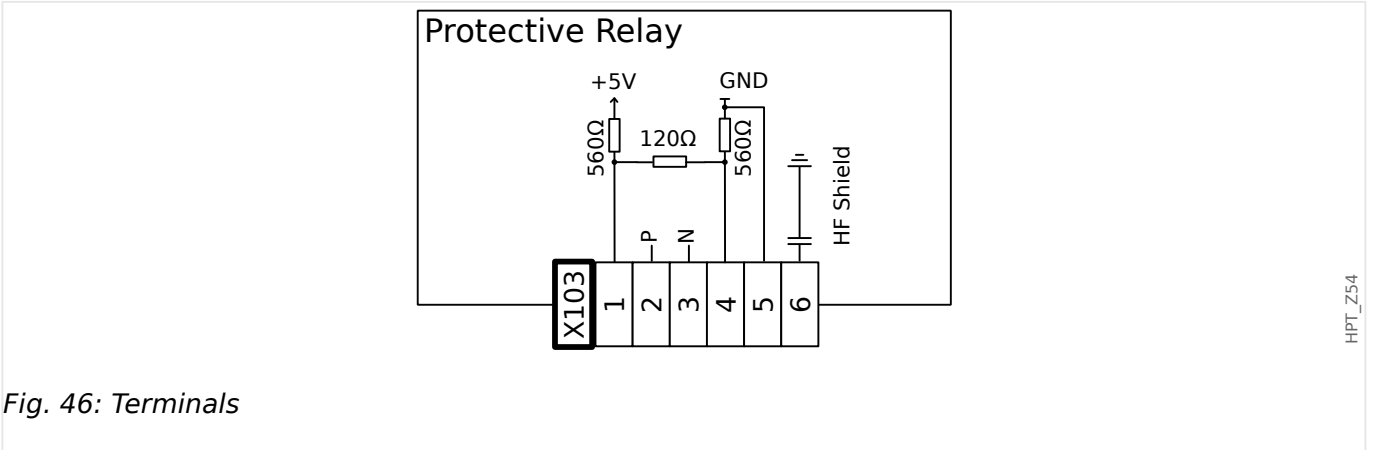 Protective Relay
+5V
GND
560Ω
120Ω
560Ω
HF Shield
P
N
X103
1
2
3
4
5
6
HPT_Z54
Fig. 46: Terminals